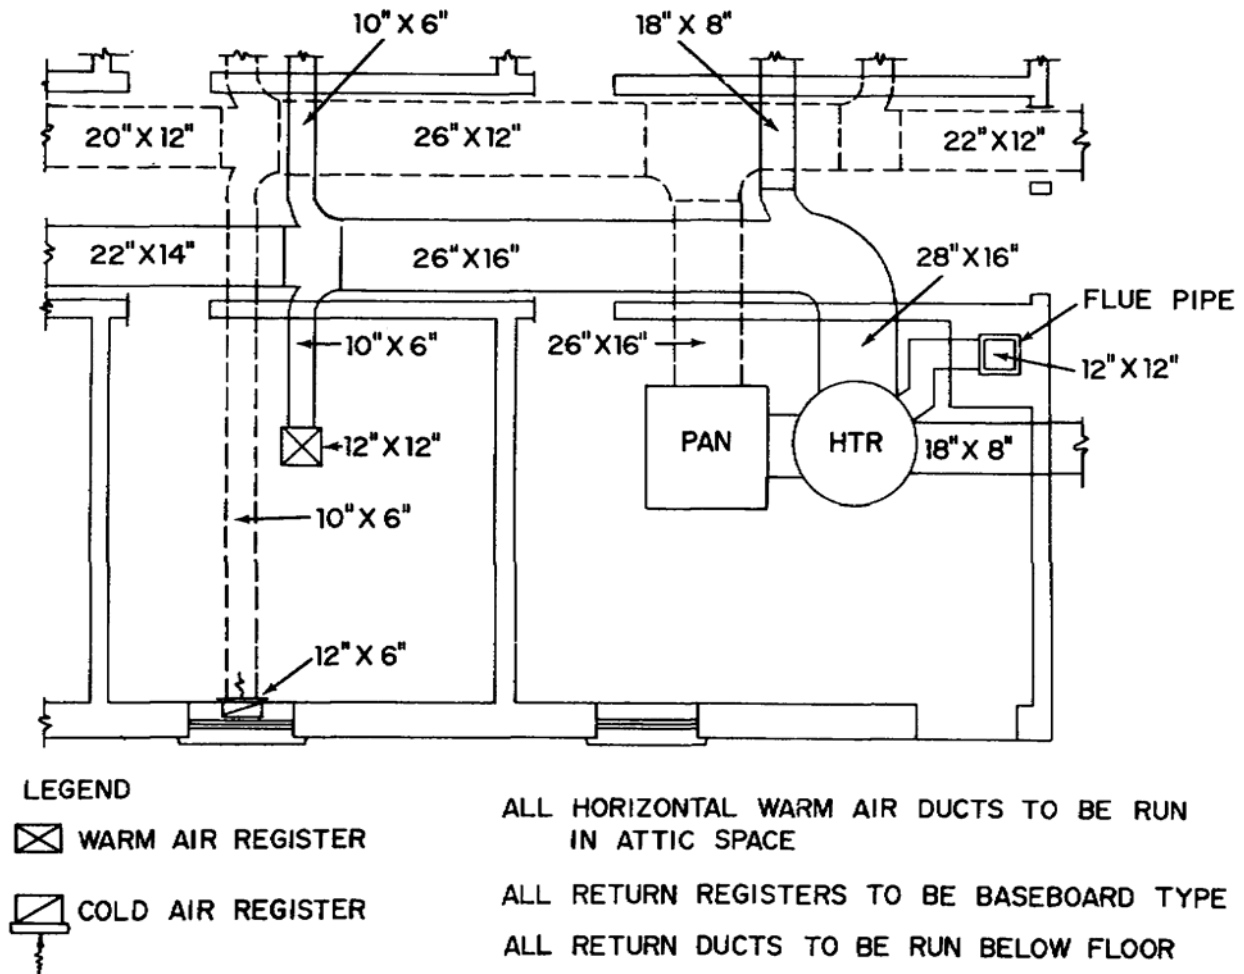 10" X 6"
18" X 8"
20" X 12"
26" X 12"
22" X 12"
22" X 14"
26" X 16"
28" X 16"
FLUE PIPE
10" X 6"
26" X 16"
12" X 12"
PAN
HTR
12" X 12"
18" X 8"
10" X 6"
12" X 6"
LEGEND
WARM AIR REGISTER
COLD AIR REGISTER
ALL HORIZONTAL WARM AIR DUCTS TO BE RUN
IN ATTIC SPACE
ALL RETURN REGISTERS TO BE BASEBOARD TYPE
ALL RETURN DUCTS TO BE RUN BELOW FLOOR